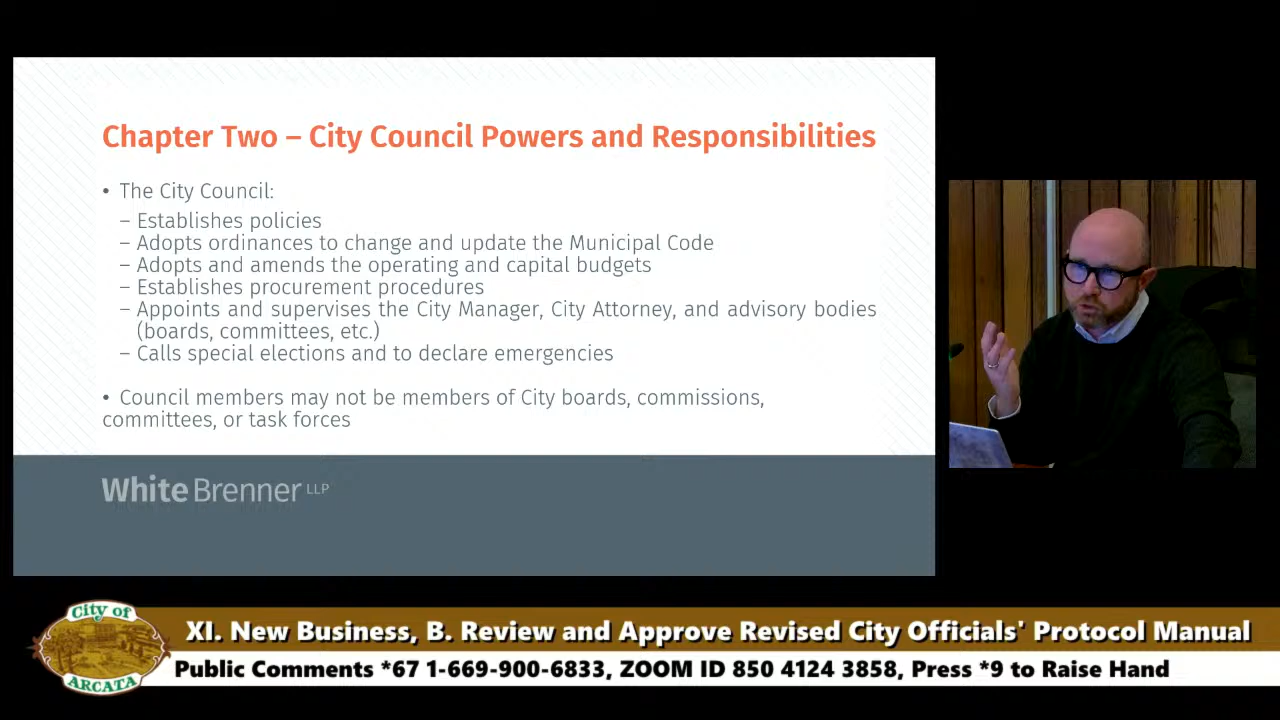 Chapter Two – City Council Powers and Responsibilities
• The City Council:
– Establishes policies
– Adopts ordinances to change and update the Municipal Code
– Adopts and amends the operating and capital budgets
– Establishes procurement procedures
– Appoints and supervises the City Manager, City Attorney, and advisory bodies
(boards, committees, etc.)
– Calls special elections and to declare emergencies
• Council members may not be members of City boards, commissions,
committees, or task forces
WhiteBrenner LLP
City of
ARCATA
XI. New Business, B. Review and Approve Revised City Officials' Protocol Manual
Public Comments *67 1-669-900-6833, ZOOM ID 850 4124 3858, Press *9 to Raise Hand